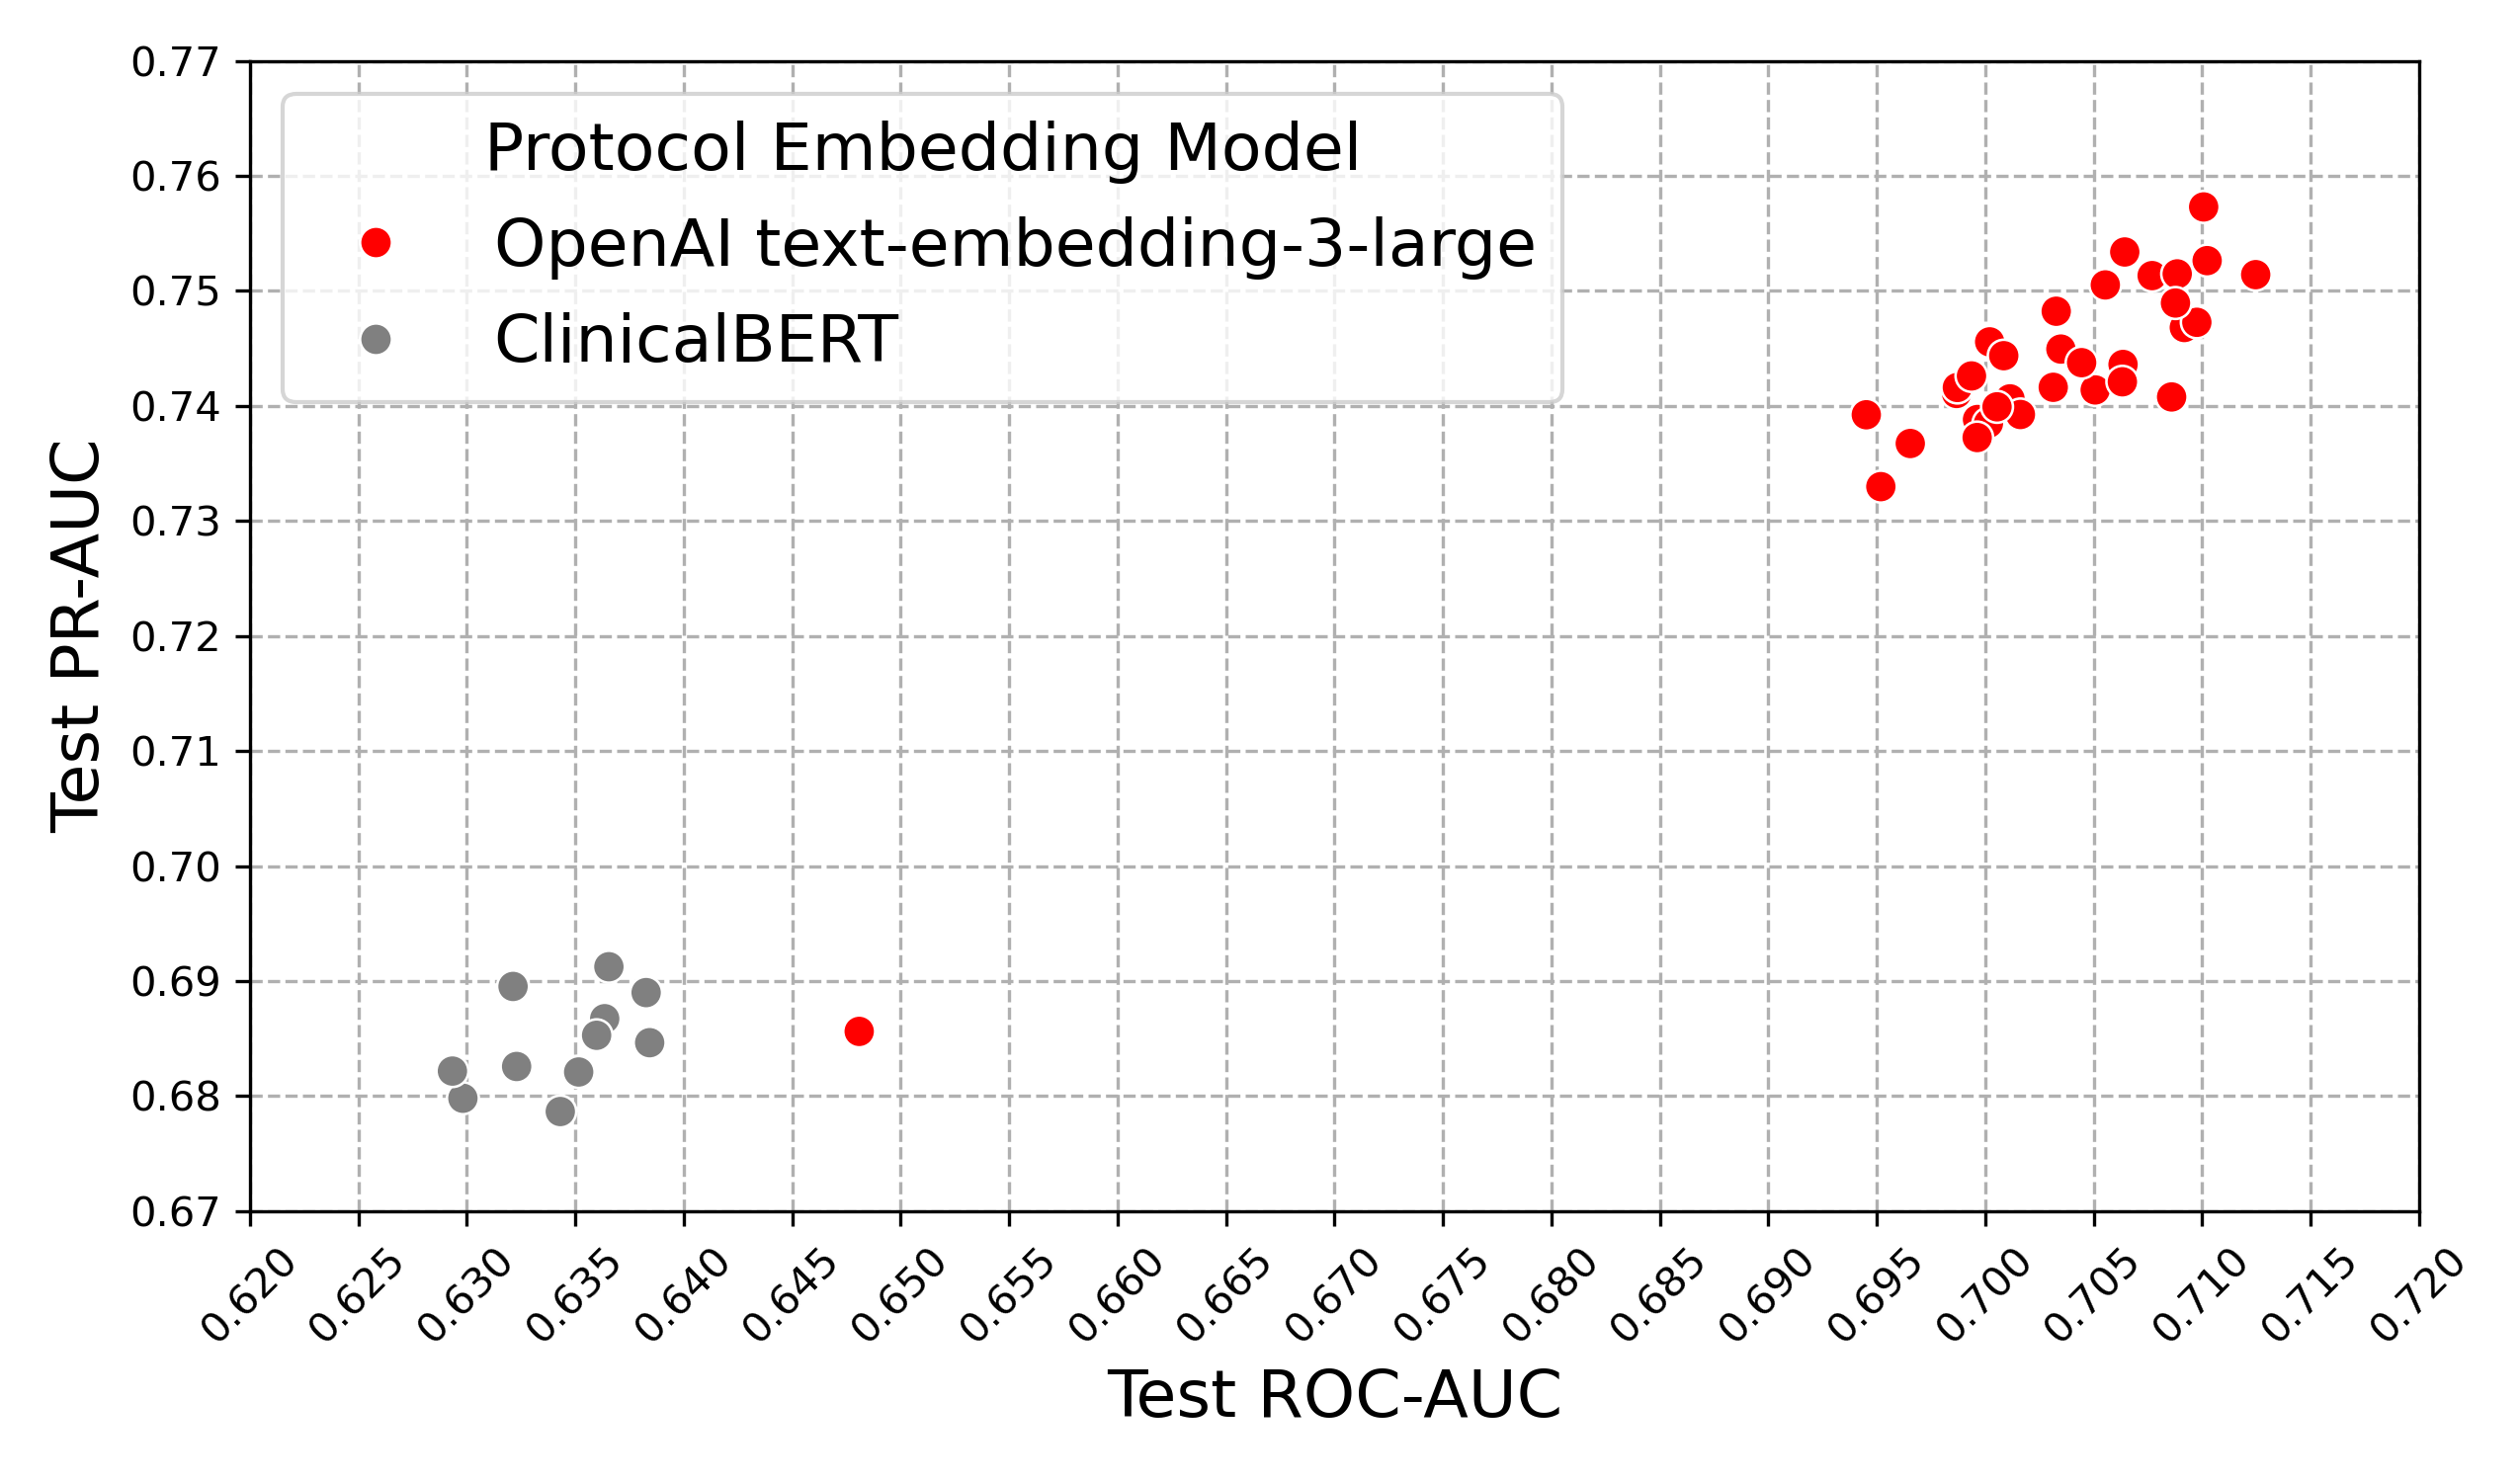 0.77
0.76
0.75
0.74
0.73
0.72
0.71
0.70
0.69
0.68
0.67
Test PR-AUC
Protocol Embedding Model
OpenAI text-embedding-3-large
ClinicalBERT
0.620 0.625 0.630 0.635 0.640 0.645 0.650 0.655 0.660 0.665 0.670 0.675 0.680 0.685 0.690 0.695 0.700 0.705 0.710 0.715 0.720
Test ROC-AUC